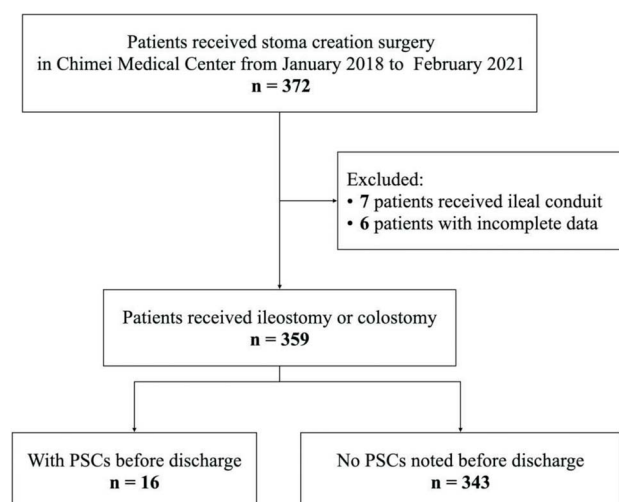 Patients received stoma creation surgery
in Chimei Medical Center from January 2018 to February 2021
n = 372
Excluded:
• 7 patients received ileal conduit
• 6 patients with incomplete data
Patients received ileostomy or colostomy
n = 359
With PSCs before discharge
n = 16
No PSCs noted before discharge
n = 343